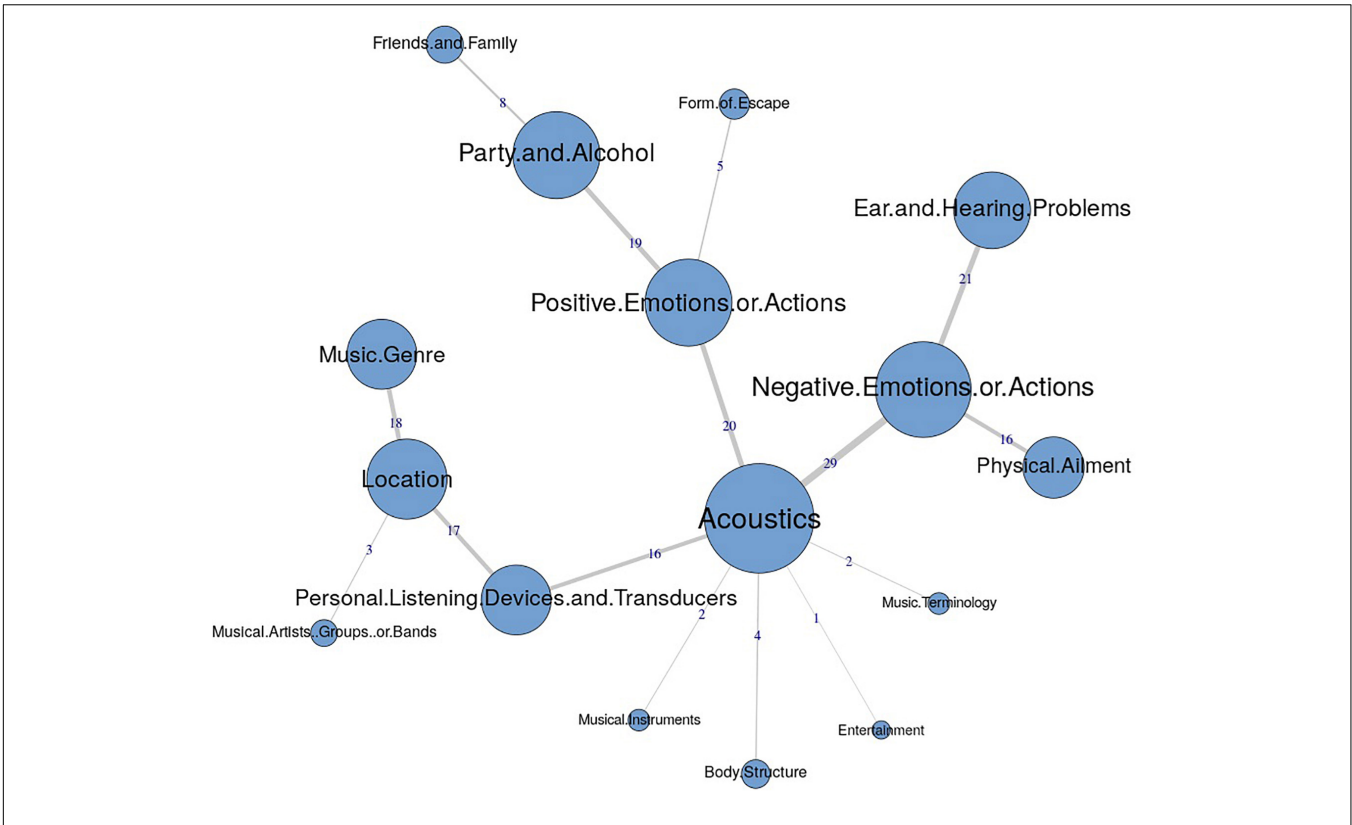 Friends.and.Family
8
Form.of.Escape
Party.and.Alcohol
5
Ear.and.Hearing.Problems
19
21
Positive.Emotions.or.Actions
Music.Genre
Negative.Emotions.or.Actions
18
20
16
29
Physical.Ailment
Location
Acoustics
17
3
16
2
Personal.Listening.Devices.and.Transducers
Music.Terminology
2
1
Musical.Artists..Groups..or.Bands
4
Musical.Instruments
Entertainment
Body.Structure